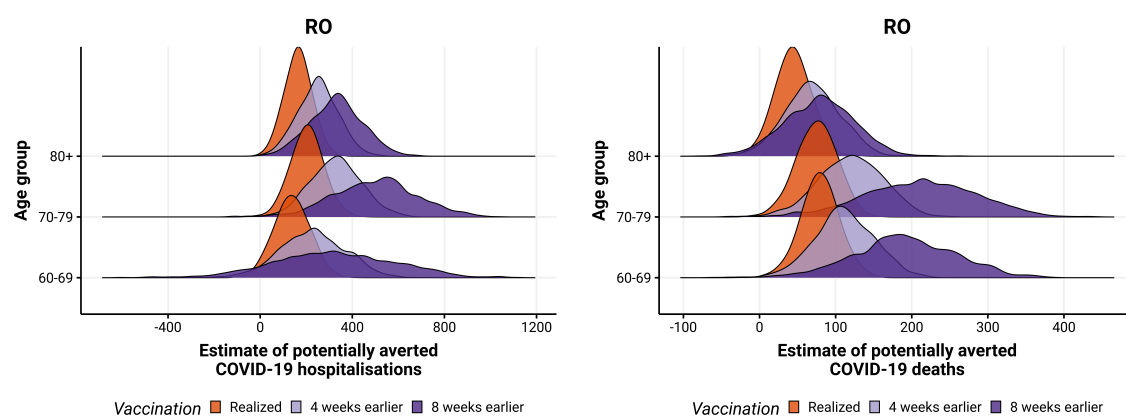 RO
Age group
80+
70-79
60-69
-400 0 400 800 1200
Estimate of potentially averted
COVID-19 hospitalisations
Vaccination Realized 4 weeks earlier 8 weeks earlier
RO
Age group
80+
70-79
60-69
-100 0 100 200 300 400
Estimate of potentially averted
COVID-19 deaths
Vaccination Realized 4 weeks earlier 8 weeks earlier